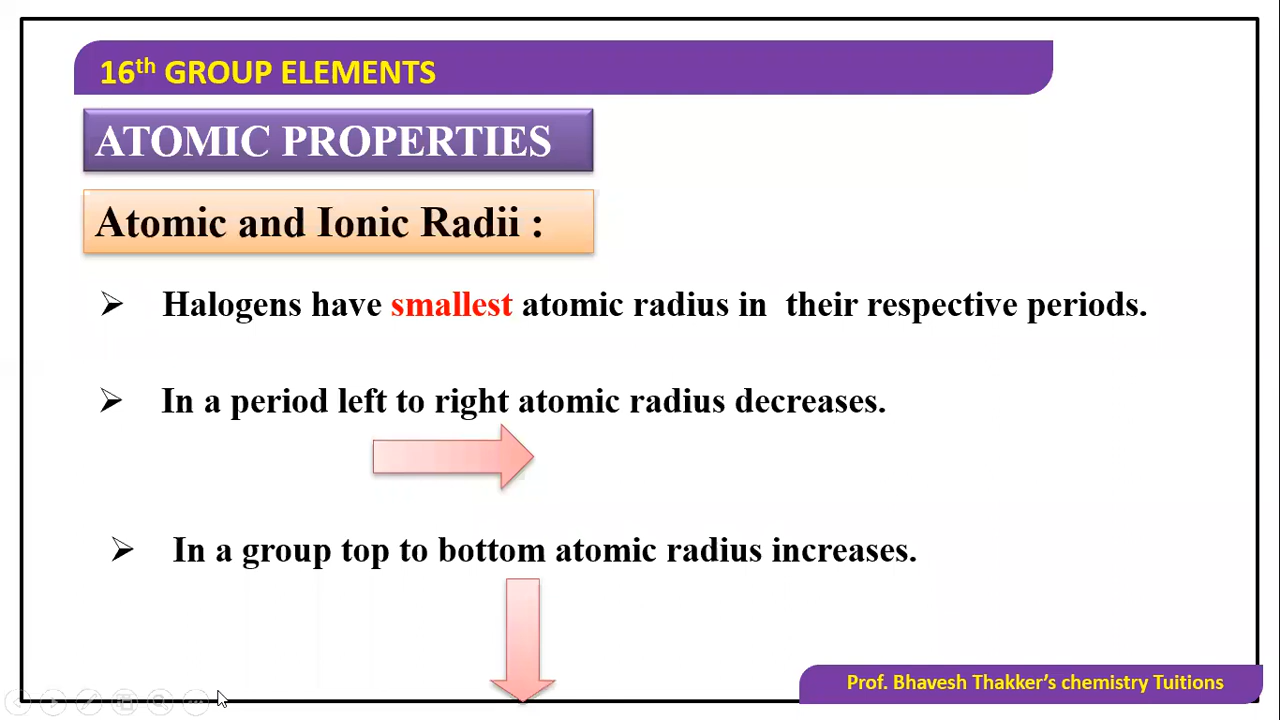 16th GROUP ELEMENTS
ATOMIC PROPERTIES
Atomic and Ionic Radii :
➢ Halogens have smallest atomic radius in their respective periods.
➢ In a period left to right atomic radius decreases.
➢ In a group top to bottom atomic radius increases.
Prof. Bhavesh Thakker's chemistry Tuitions